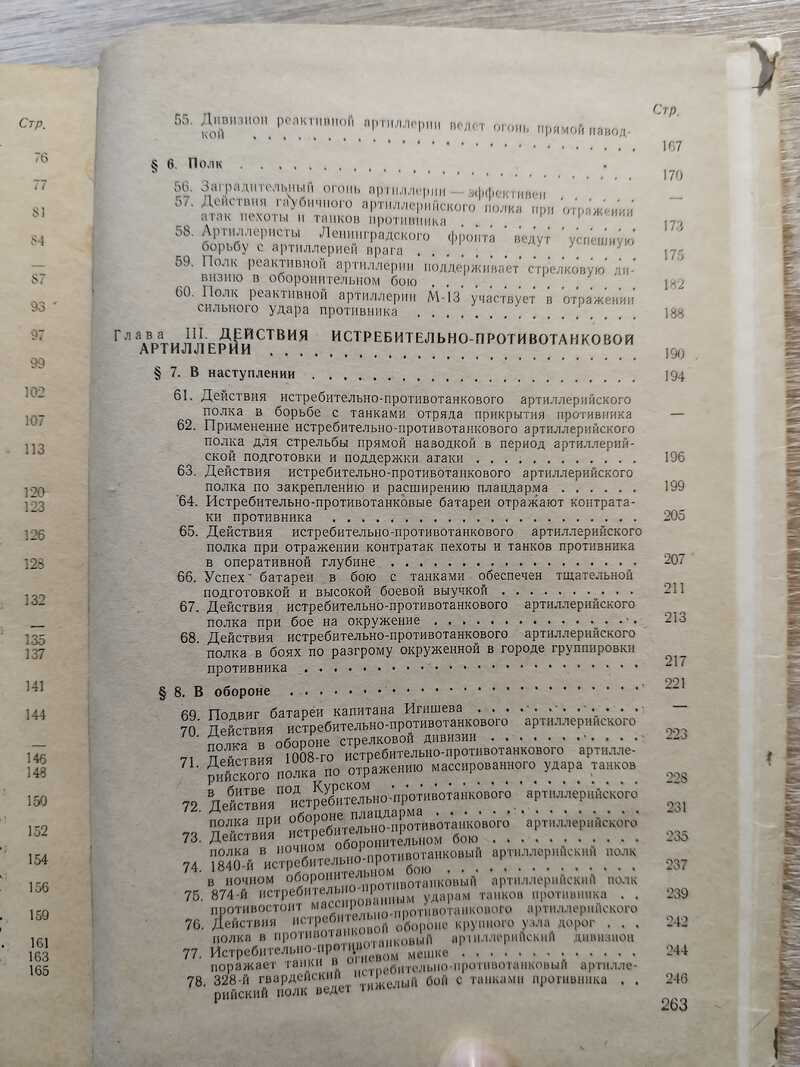 Стр.
76
77
81
84
—
87
93
97
99
102
107
113
120
123
126
128
132
—
135
137
141
144
—
146
148
150
152
154
156
159
161
163
165
Стр.
55. Дивизион реактивной артиллерии ведет огонь прямой навод-
кой . . . . . . . . . . . . . . . . . . . . 167
§ 6. Полк . . . . . . . . . . . . . . . . . . . 170
56. Заградительный огонь артиллерии — эффективен . . . . —
57. Действия гаубичного артиллерийского полка при отражении
атак пехоты и танков противника . . . . . . . . . 173
58. Артиллеристы Ленинградского фронта ведут успешную
борьбу с артиллерией врага . . . . . . . . . . . 175
59. Полк реактивной артиллерии поддерживает стрелковую ди-
визию в оборонительном бою . . . . . . . . . . . 182
60. Полк реактивной артиллерии М-13 участвует в отражении
сильного удара противника . . . . . . . . . . . 188
Глава III. ДЕЙСТВИЯ ИСТРЕБИТЕЛЬНО-ПРОТИВОТАНКОВОЙ
АРТИЛЛЕРИИ . . . . . . . . . . . . . . . . . 190
§ 7. В наступлении . . . . . . . . . . . . . . . 194
61. Действия истребительно-противотанкового артиллерийского
полка в борьбе с танками отряда прикрытия противника —
62. Применение истребительно-противотанкового артиллерийского
полка для стрельбы прямой наводкой в период артиллерий-
ской подготовки и поддержки атаки . . . . . . . . . 196
63. Действия истребительно-противотанкового артиллерийского
полка по закреплению и расширению плацдарма . . . . . . 199
64. Истребительно-противотанковые батареи отражают контрата-
ки противника . . . . . . . . . . . . . . . . 205
65. Действия истребительно-противотанкового артиллерийского
полка при отражении контратак пехоты и танков противника
в оперативной глубине . . . . . . . . . . . . . 207
66. Успех батареи в бою с танками обеспечен тщательной
подготовкой и высокой боевой выучкой . . . . . . . . 211
67. Действия истребительно-противотанкового артиллерийского
полка при бое на окружение . . . . . . . . . . . 213
68. Действия истребительно-противотанкового артиллерийского
полка в боях по разгрому окруженной в городе группировки
противника . . . . . . . . . . . . . . . . . 217
§ 8. В обороне . . . . . . . . . . . . . . . . . 221
69. Подвиг батареи капитана Игишева . . . . . . . . . —
70. Действия истребительно-противотанкового артиллерийского
полка в обороне стрелковой дивизии . . . . . . . . . 223
71. Действия 1008-го истребительно-противотанкового артилле-
рийского полка по отражению массированного удара танков
в битве под Курском . . . . . . . . . . . . . . 228
72. Действия истребительно-противотанкового артиллерийского
полка при обороне плацдарма . . . . . . . . . . . 231
73. Действия истребительно-противотанкового артиллерийского
полка в ночном оборонительном бою . . . . . . . . . 235
74. 1840-й истребительно-противотанковый артиллерийский полк
в ночном оборонительном бою . . . . . . . . . . . 237
75. 874-й истребительно-противотанковый артиллерийский полк
противостоит массированным ударам танков противника . . 239
76. Действия истребительно-противотанкового артиллерийского
полка в противотанковой обороне крупного узла дорог . . . 242
77. Истребительно-противотанковый артиллерийский дивизион
поражает танки в огневом мешке . . . . . . . . . . 244
78. 328-й гвардейский истребительно-противотанковый артилле-
рийский полк ведет тяжелый бой с танками противника . . 246
263